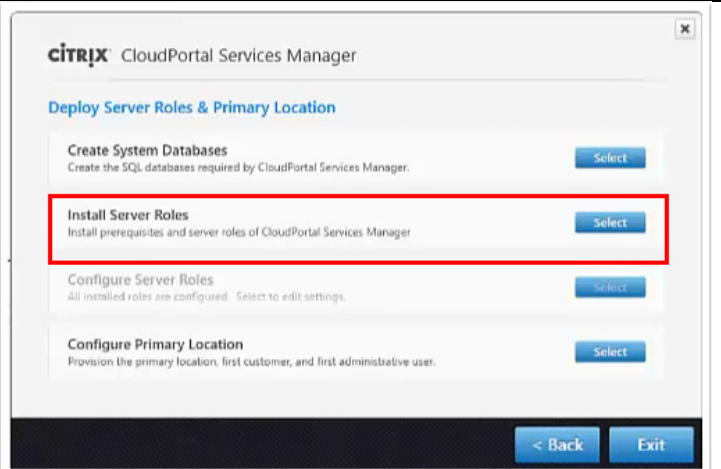 CITRIX CloudPortal Services Manager
Deploy Server Roles & Primary Location
Create System Databases
Create the SQL databases required by CloudPortal Services Manager.
Select
Install Server Roles
Install prerequisites and server roles of CloudPortal Services Manager
Select
Configure Server Roles
All installed roles are configured. Select to edit settings.
Select
Configure Primary Location
Provision the primary location, first customer, and first administrative user.
Select
< Back
Exit